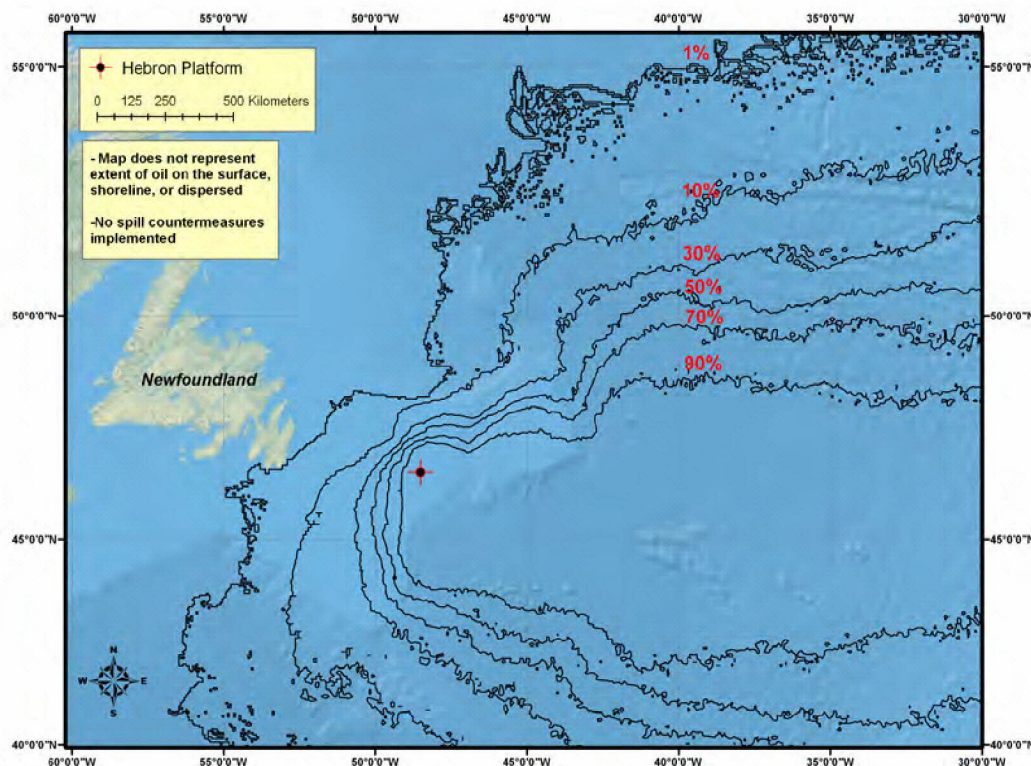 60°0'0"W 55°0'0"W 50°0'0"W 45°0'0"W 40°0'0"W 35°0'0"W 30°0'0"W
55°0'0"N
Hebron Platform
0 125 250 500 Kilometers
1%
55°0'0"N
- Map does not represent
extent of oil on the surface,
shoreline, or dispersed
-No spill countermeasures
implemented
10%
30%
50%
50°0'0"N
70%
50°0'0"N
90%
Newfoundland
45°0'0"N
45°0'0"N
N
W E
S
40°0'0"N
40°0'0"N
60°0'0"W 55°0'0"W 50°0'0"W 45°0'0"W 40°0'0"W 35°0'0"W 30°0'0"W